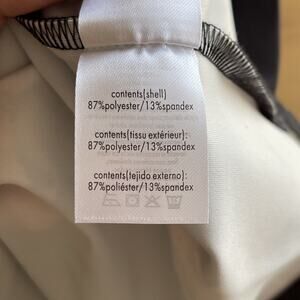 contents(shell)
87%polyester/13%spandex
contents(tissu extérieur):
87%polyester/13%spandex
contents(tejido externo):
87%poliéster/13%spandex